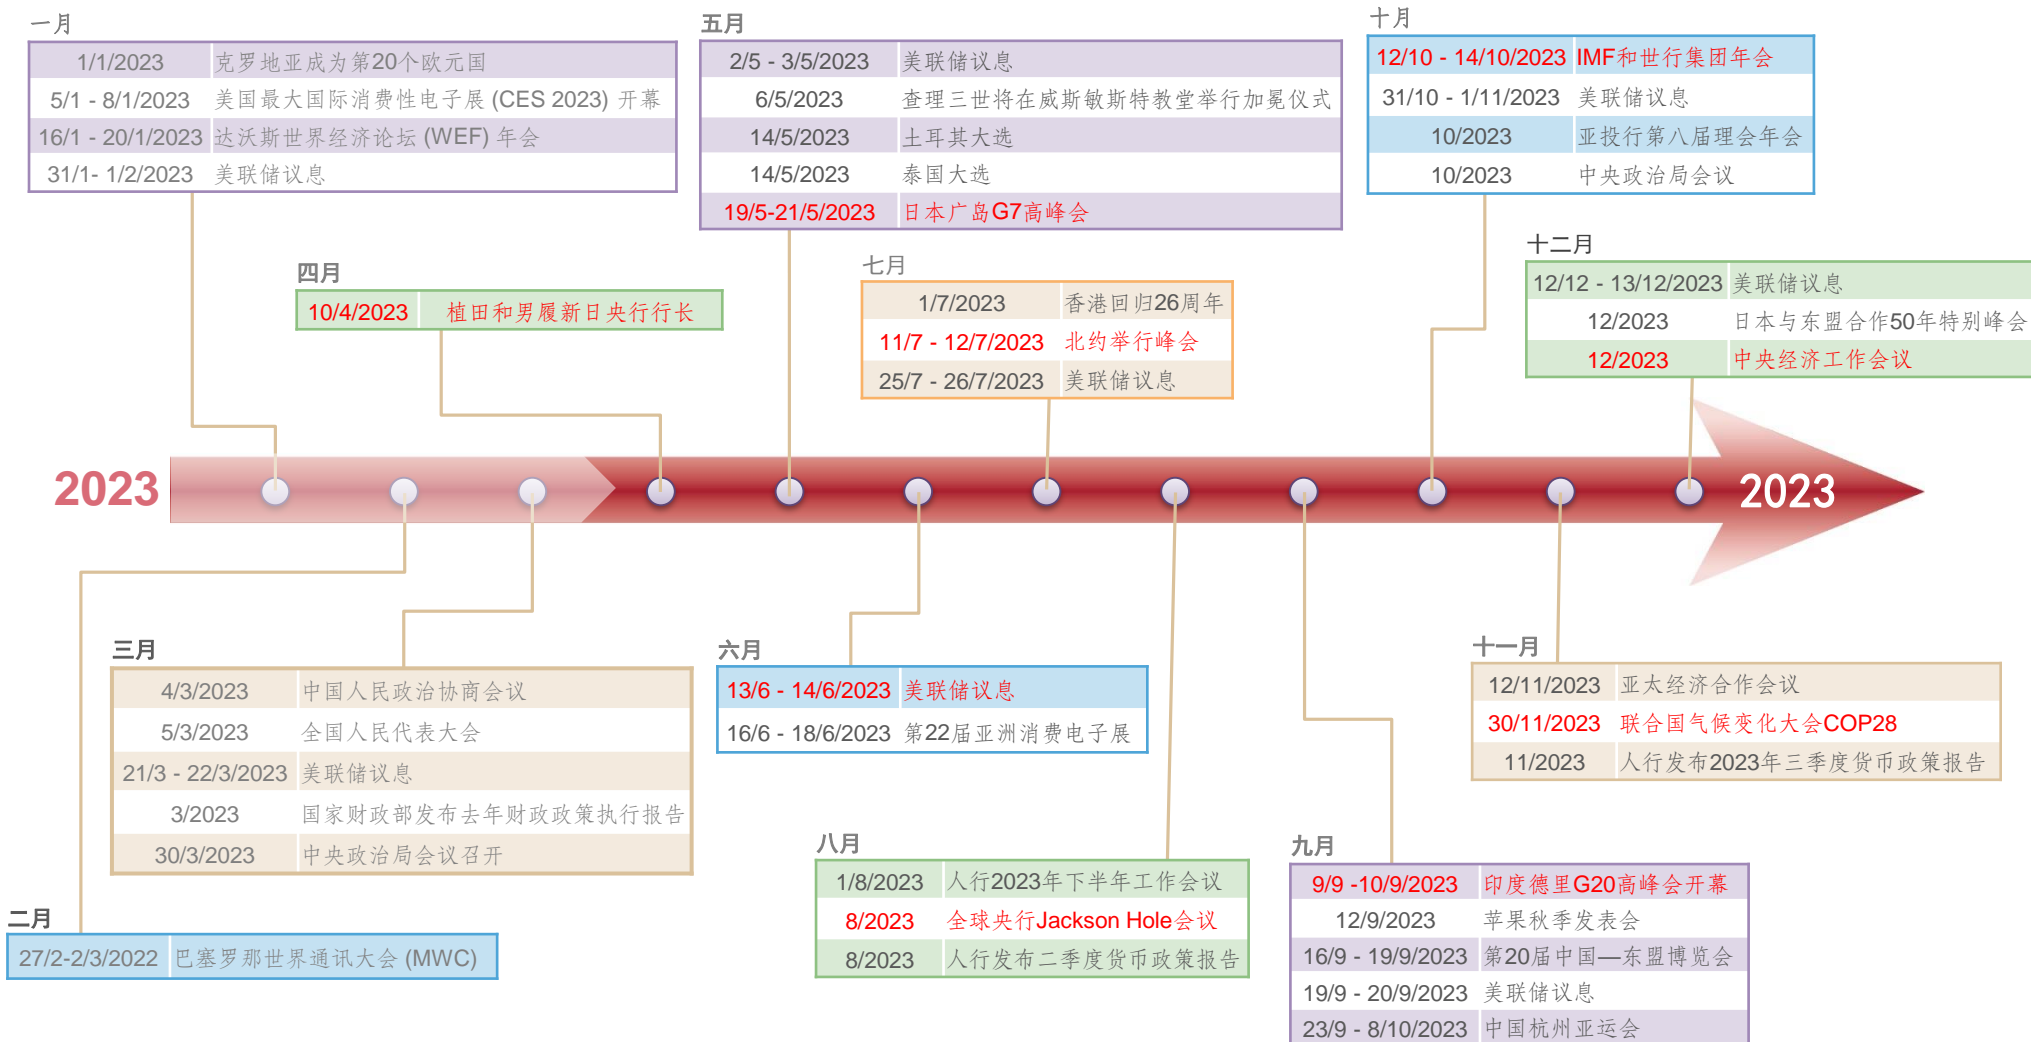 一月
1/1/2023 克罗地亚成为第20个欧元国
5/1 - 8/1/2023 美国最大国际消费性电子展 (CES 2023) 开幕
16/1 - 20/1/2023 达沃斯世界经济论坛 (WEF) 年会
31/1- 1/2/2023 美联储议息
五月
2/5 - 3/5/2023 美联储议息
6/5/2023 查理三世将在威斯敏斯特教堂举行加冕仪式
14/5/2023 土耳其大选
14/5/2023 泰国大选
19/5-21/5/2023 日本广岛G7高峰会
十月
12/10 - 14/10/2023 IMF和世行集团年会
31/10 - 1/11/2023 美联储议息
10/2023 亚投行第八届理会年会
10/2023 中央政治局会议
四月
10/4/2023 植田和男履新日央行行长
七月
1/7/2023 香港回归26周年
11/7 - 12/7/2023 北约举行峰会
25/7 - 26/7/2023 美联储议息
十二月
12/12 - 13/12/2023 美联储议息
12/2023 日本与东盟合作50年特别峰会
12/2023 中央经济工作会议
2023
2023
三月
4/3/2023 中国人民政治协商会议
5/3/2023 全国人民代表大会
21/3 - 22/3/2023 美联储议息
3/2023 国家财政部发布去年财政政策执行报告
30/3/2023 中央政治局会议召开
六月
13/6 - 14/6/2023 美联储议息
16/6 - 18/6/2023 第22届亚洲消费电子展
十一月
12/11/2023 亚太经济合作会议
30/11/2023 联合国气候变化大会COP28
11/2023 人行发布2023年三季度货币政策报告
二月
27/2-2/3/2022 巴塞罗那世界通讯大会 (MWC)
八月
1/8/2023 人行2023年下半年工作会议
8/2023 全球央行Jackson Hole会议
8/2023 人行发布二季度货币政策报告
九月
9/9 -10/9/2023 印度德里G20高峰会开幕
12/9/2023 苹果秋季发表会
16/9 - 19/9/2023 第20届中国—东盟博览会
19/9 - 20/9/2023 美联储议息
23/9 - 8/10/2023 中国杭州亚运会